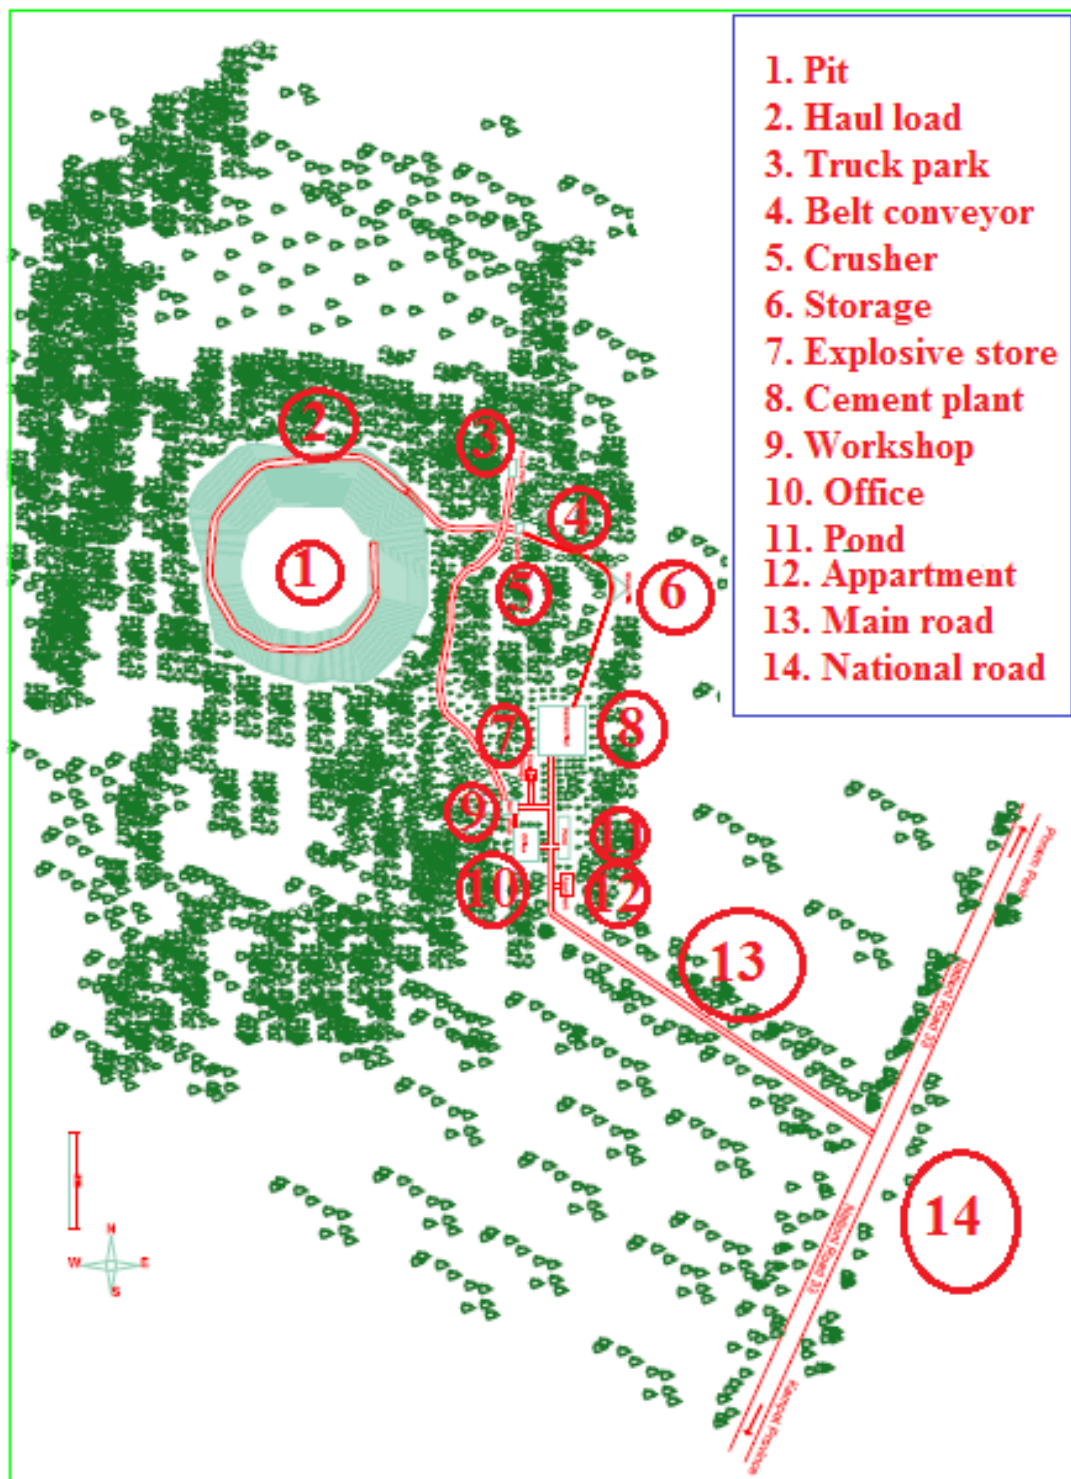 1. Pit
2. Haul load
3. Truck park
4. Belt conveyor
5. Crusher
6. Storage
7. Explosive store
8. Cement plant
9. Workshop
10. Office
11. Pond
12. Appartment
13. Main road
14. National road
2
3
4
1
5
6
7
8
9
11
10
12
13
14
Kampot Province
N
W
E
S